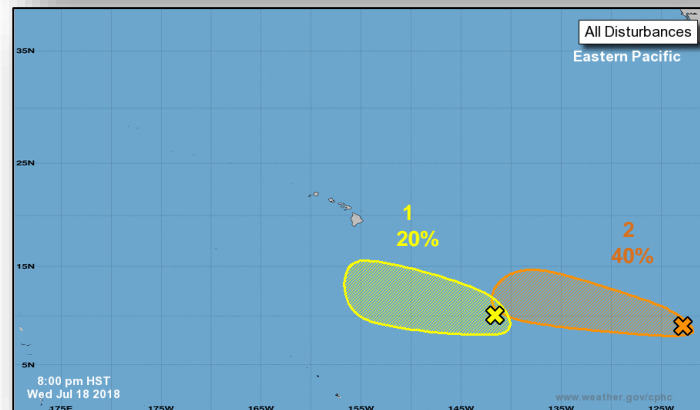 All Disturbances
Eastern Pacific
35N
25N
1
20%
2
40%
15N
5N
8:00 pm HST
Wed Jul 18 2018
www.weather.gov/cphc
175E
175W
165W
155W
145W
135W
125W